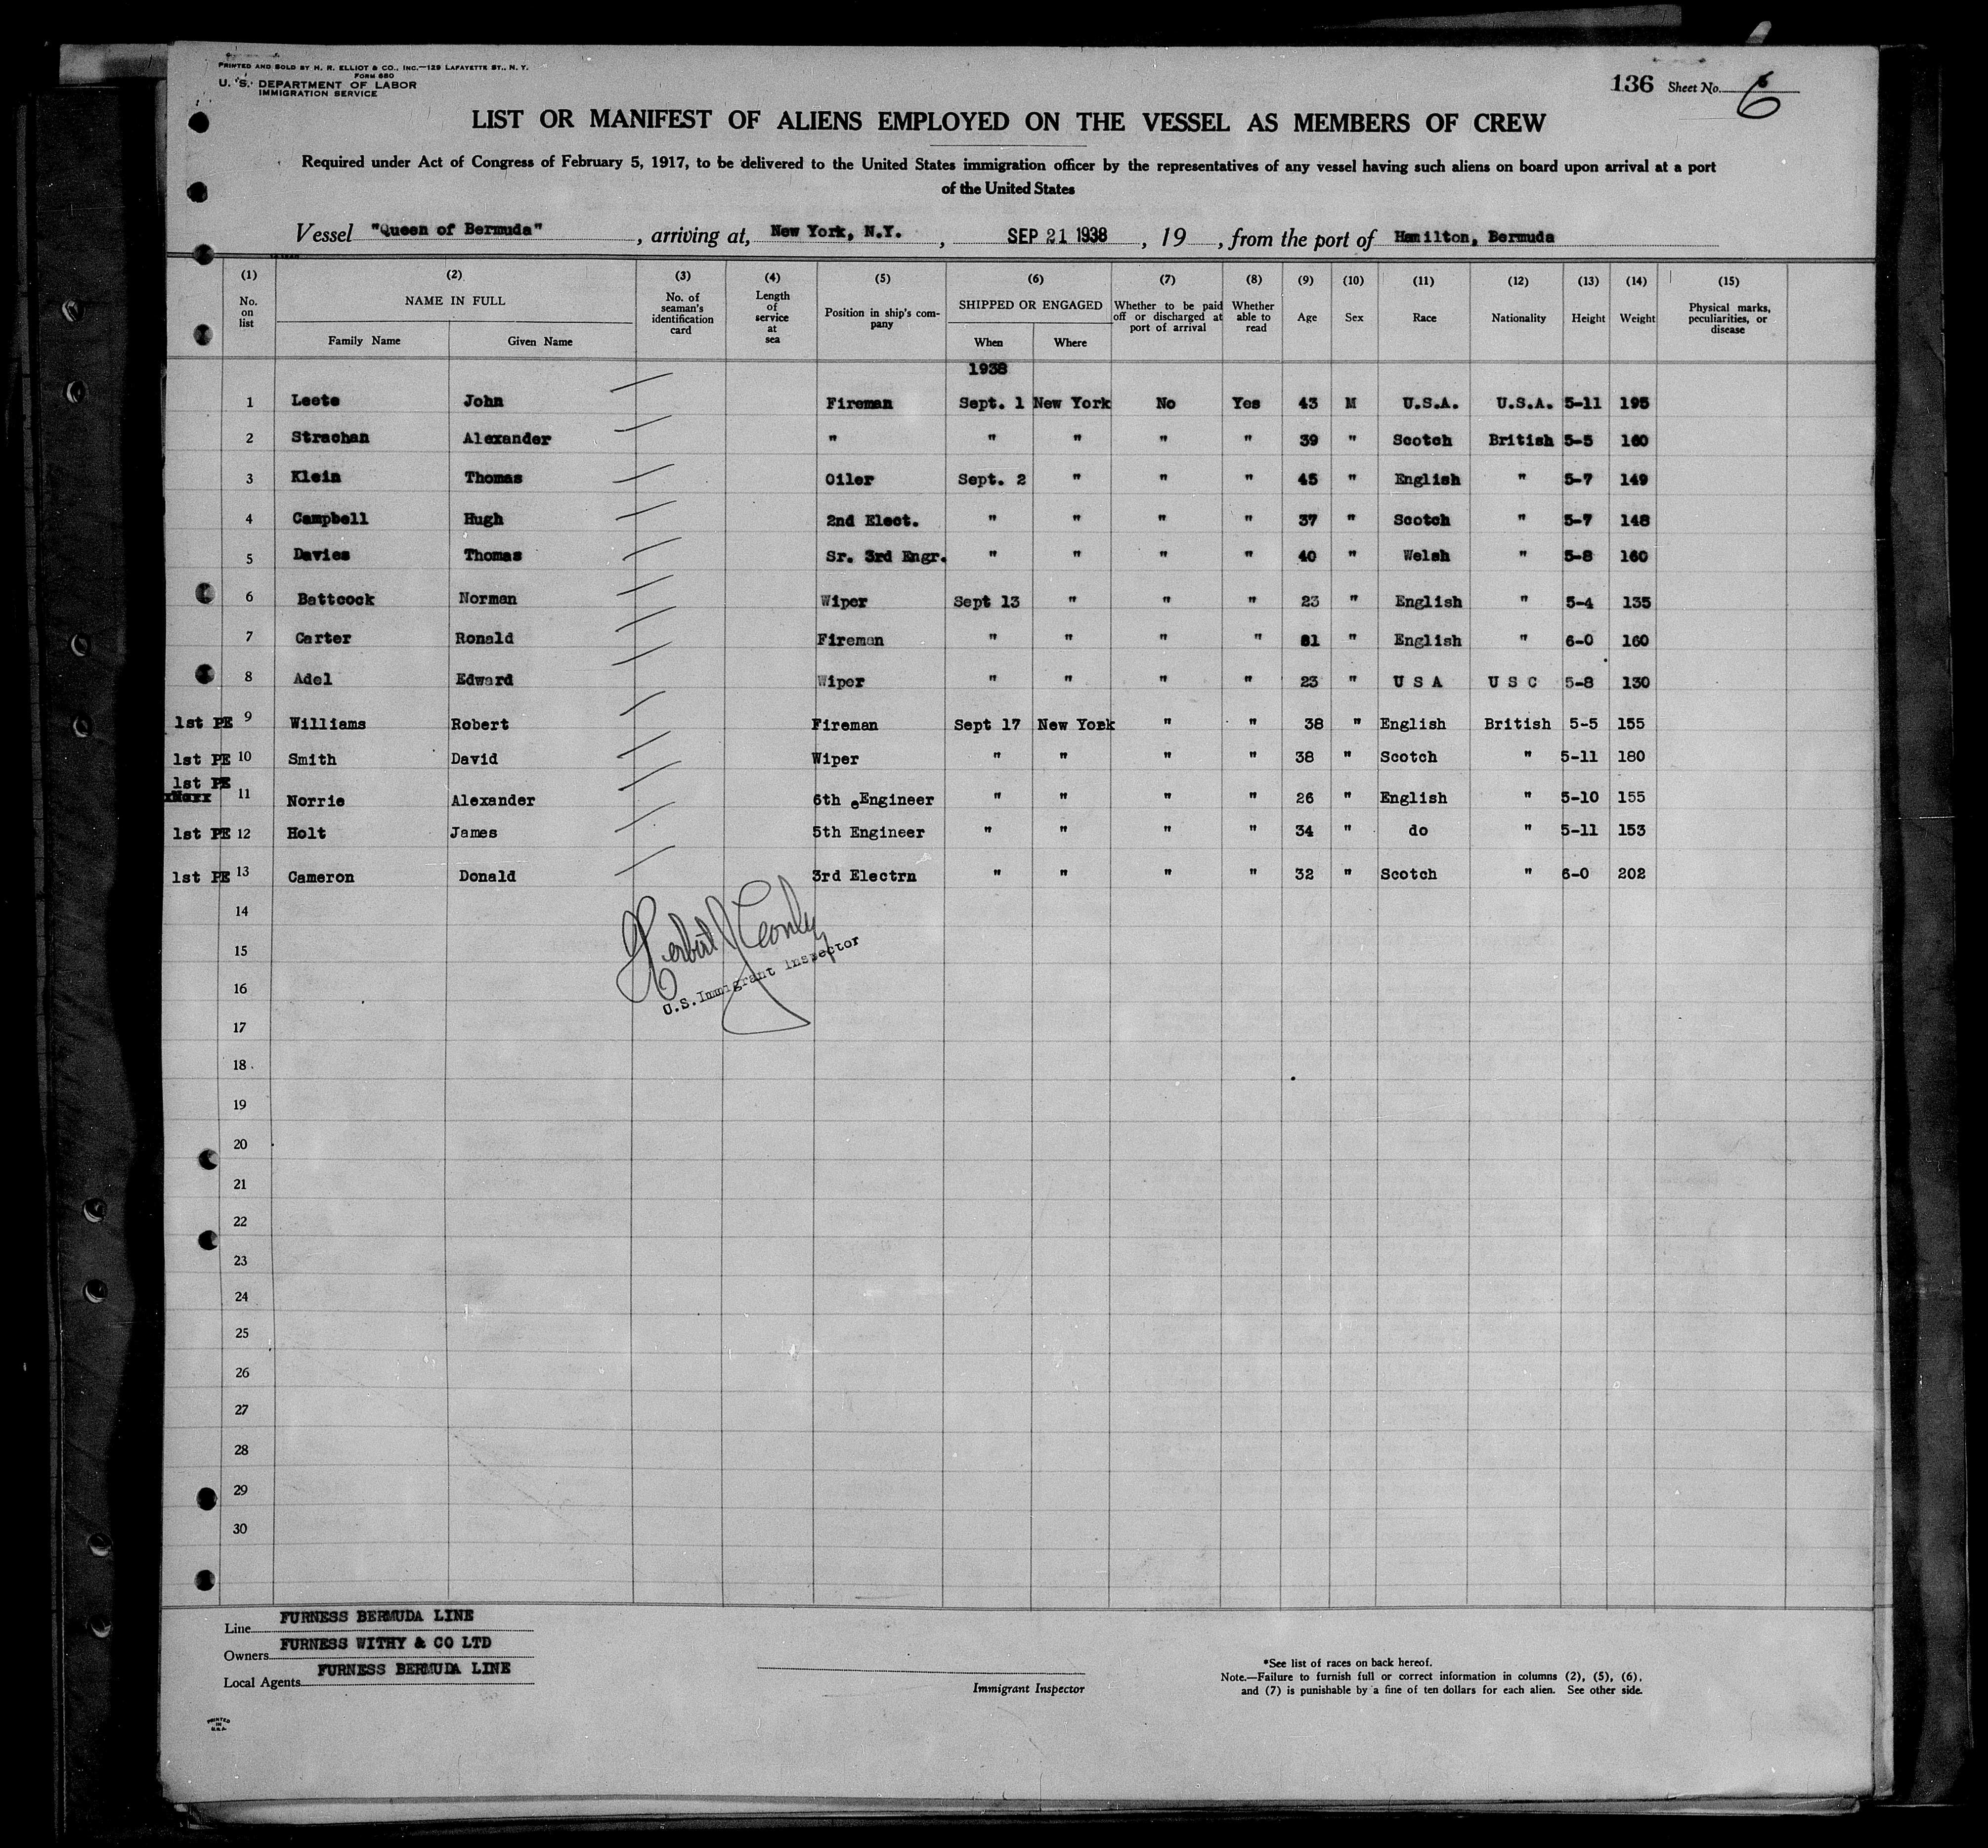 PRINTED AND SOLD BY H. R. ELLIOT & CO., INC.—129 LAFAYETTE ST., N. Y.
FORM 680
U. S. DEPARTMENT OF LABOR
IMMIGRATION SERVICE
136 Sheet No. 6
LIST OR MANIFEST OF ALIENS EMPLOYED ON THE VESSEL AS MEMBERS OF CREW
Required under Act of Congress of February 5, 1917, to be delivered to the United States immigration officer by the representatives of any vessel having such aliens on board upon arrival at a port
of the United States
Vessel "Queen of Bermuda", arriving at, New York, N.Y., SEP 21 1938, 19 , from the port of Hamilton, Bermuda
(1) (2) (3) (4) (5) (6) (7) (8) (9) (10) (11) (12) (13) (14) (15)
No. on list NAME IN FULL Family Name Given Name No. of seaman's identification card Length of service at sea Position in ship's company SHIPPED OR ENGAGED When Where Whether to be paid off or discharged at port of arrival Whether able to read Age Sex Race Nationality Height Weight Physical marks, peculiarities, or disease
1938
1 Leete John Fireman Sept. 1 New York No Yes 43 M U.S.A. U.S.A. 5-11 195
2 Strachan Alexander " " " " " 39 " Scotch British 5-5 160
3 Klein Thomas Oiler Sept. 2 " " " 45 " English " 5-7 149
4 Campbell Hugh 2nd Elect. " " " " 37 " Scotch " 5-7 148
5 Davies Thomas Sr. 3rd Engr. " " " " 40 " Welsh " 5-8 160
6 Battcock Norman Wiper Sept 13 " " " 23 " English " 5-4 135
7 Carter Ronald Fireman " " " " 31 " English " 6-0 160
8 Adel Edward Wiper " " " " 23 " U S A U S C 5-8 130
1st PE 9 Williams Robert Fireman Sept 17 New York " " 38 " English British 5-5 155
1st PE 10 Smith David Wiper " " " " 38 " Scotch " 5-11 180
1st PE
11 Norrie Alexander 6th Engineer " " " " 26 " English " 5-10 155
1st PE 12 Holt James 5th Engineer " " " " 34 " do " 5-11 153
1st PE 13 Cameron Donald 3rd Electrn " " " " 32 " Scotch " 6-0 202
14
Herbert J
15
U.S. Immigrant Inspector
16
17
18
19
20
21
22
23
24
25
26
27
28
29
30
Line FURNESS BERMUDA LINE
Owners FURNESS WITHY & CO LTD
Local Agents FURNESS BERMUDA LINE
Immigrant Inspector
*See list of races on back hereof.
Note.—Failure to furnish full or correct information in columns (2), (5), (6),
and (7) is punishable by a fine of ten dollars for each alien. See other side.
PRINTED
IN
U.S.A.